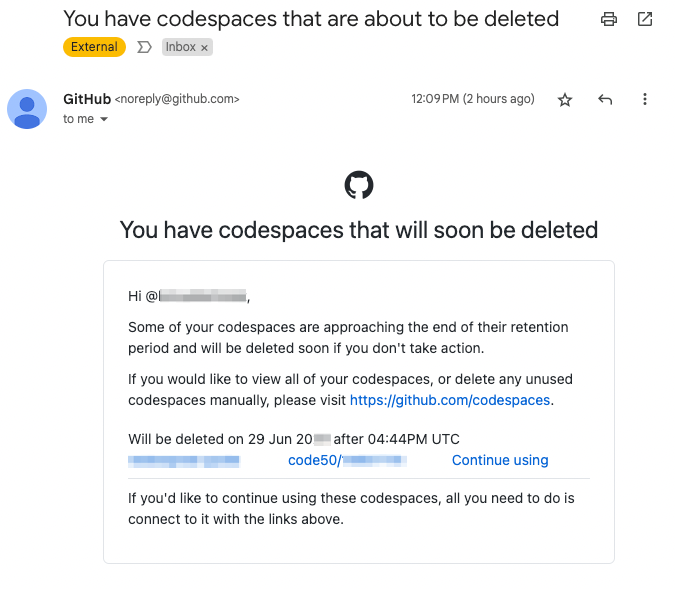 You have codespaces that are about to be deleted
External Inbox ×
GitHub <noreply@github.com> 12:09 PM (2 hours ago)
to me
You have codespaces that will soon be deleted
Hi @ ,
Some of your codespaces are approaching the end of their retention
period and will be deleted soon if you don't take action.
If you would like to view all of your codespaces, or delete any unused
codespaces manually, please visit https://github.com/codespaces.
Will be deleted on 29 Jun 20 after 04:44PM UTC
code50/ Continue using
If you'd like to continue using these codespaces, all you need to do is
connect to it with the links above.